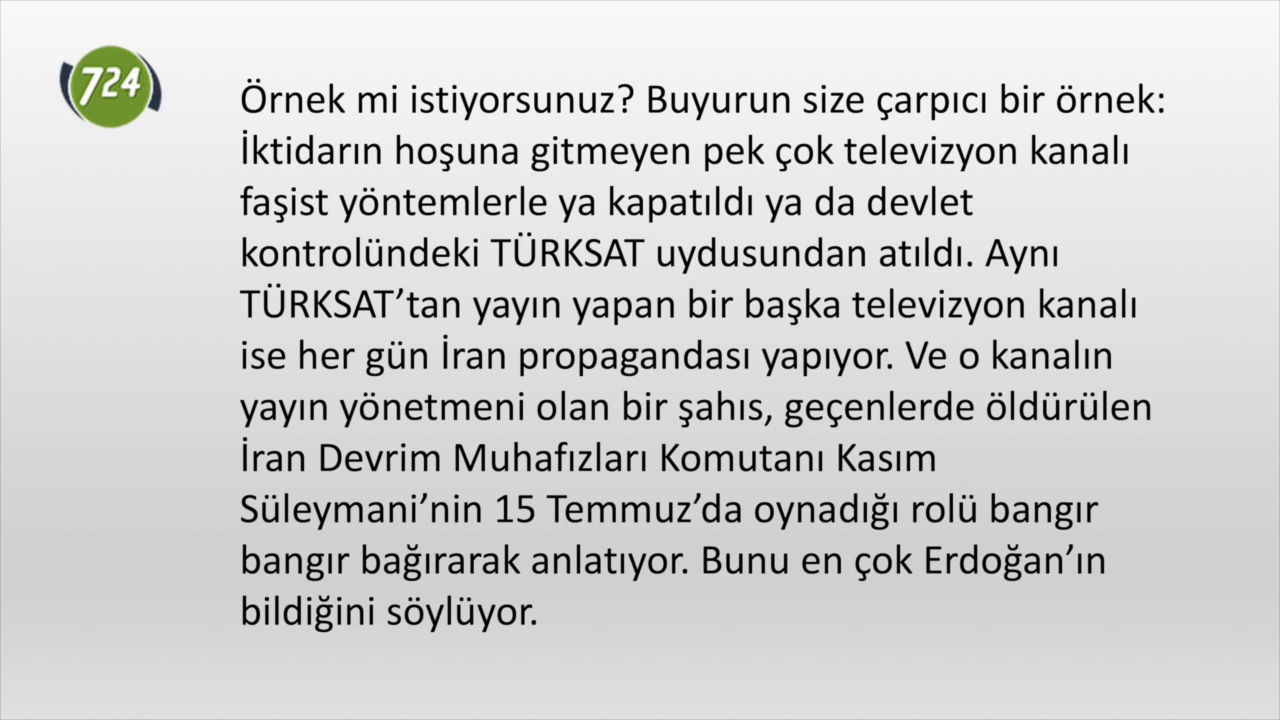 724
Örnek mi istiyorsunuz? Buyurun size çarpıcı bir örnek:
İktidarın hoşuna gitmeyen pek çok televizyon kanalı
faşist yöntemlerle ya kapatıldı ya da devlet
kontrolündeki TÜRKSAT uydusundan atıldı. Aynı
TÜRKSAT’tan yayın yapan bir başka televizyon kanalı
ise her gün İran propagandası yapıyor. Ve o kanalın
yayın yönetmeni olan bir şahıs, geçenlerde öldürülen
İran Devrim Muhafızları Komutanı Kasım
Süleymani’nin 15 Temmuz’da oynadığı rolü bangır
bangır bağırarak anlatıyor. Bunu en çok Erdoğan’ın
bildiğini söylüyor.